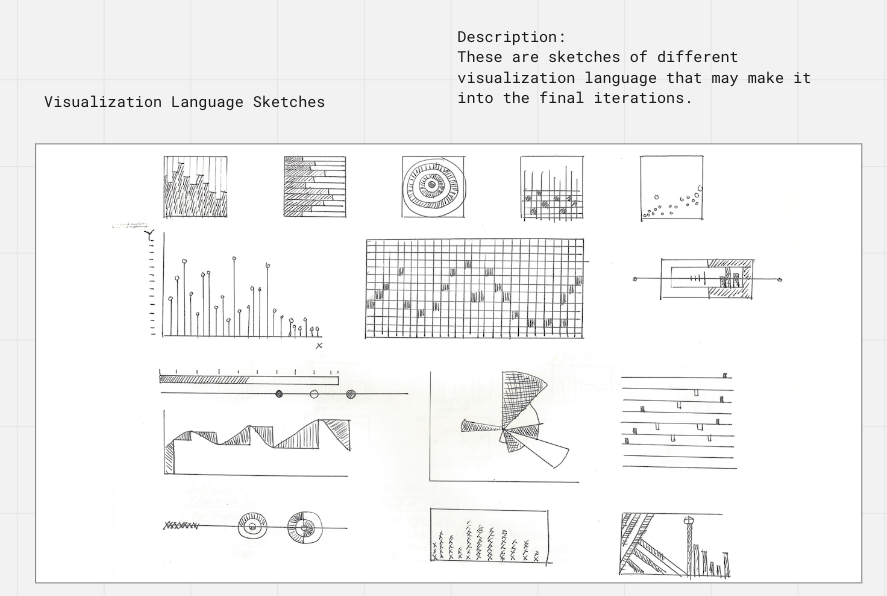 Description:
These are sketches of different
visualization language that may make it
into the final iterations.
Visualization Language Sketches
Y
x